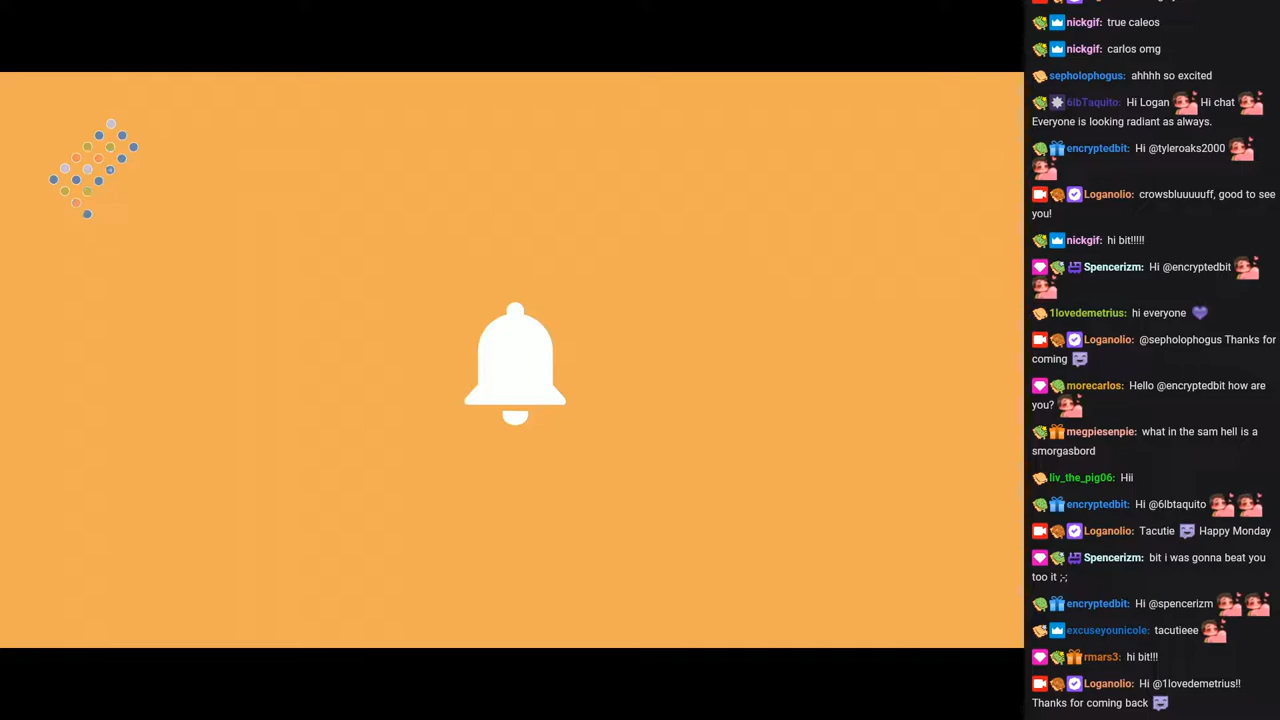 nickgif: true caleos
nickgif: carlos omg
sepholophogus: ahhhh so excited
6lbTaquito: Hi Logan Hi chat
Everyone is looking radiant as always.
encryptedbit: Hi @tyleroaks2000
Loganolio: crowsbluuuuuff, good to see
you!
nickgif: hi bit!!!!!
Spencerizm: Hi @encryptedbit
1lovedemetrius: hi everyone
Loganolio: @sepholophogus Thanks for
coming
morecarlos: Hello @encryptedbit how are
you?
megpiesenpie: what in the sam hell is a
smorgasbord
liv_the_pig06: Hii
encryptedbit: Hi @6lbtaquito
Loganolio: Tacutie Happy Monday
Spencerizm: bit i was gonna beat you
too it ;-;
encryptedbit: Hi @spencerizm
excuseyounicole: tacutieee
rmars3: hi bit!!!
Loganolio: Hi @1lovedemetrius!!
Thanks for coming back